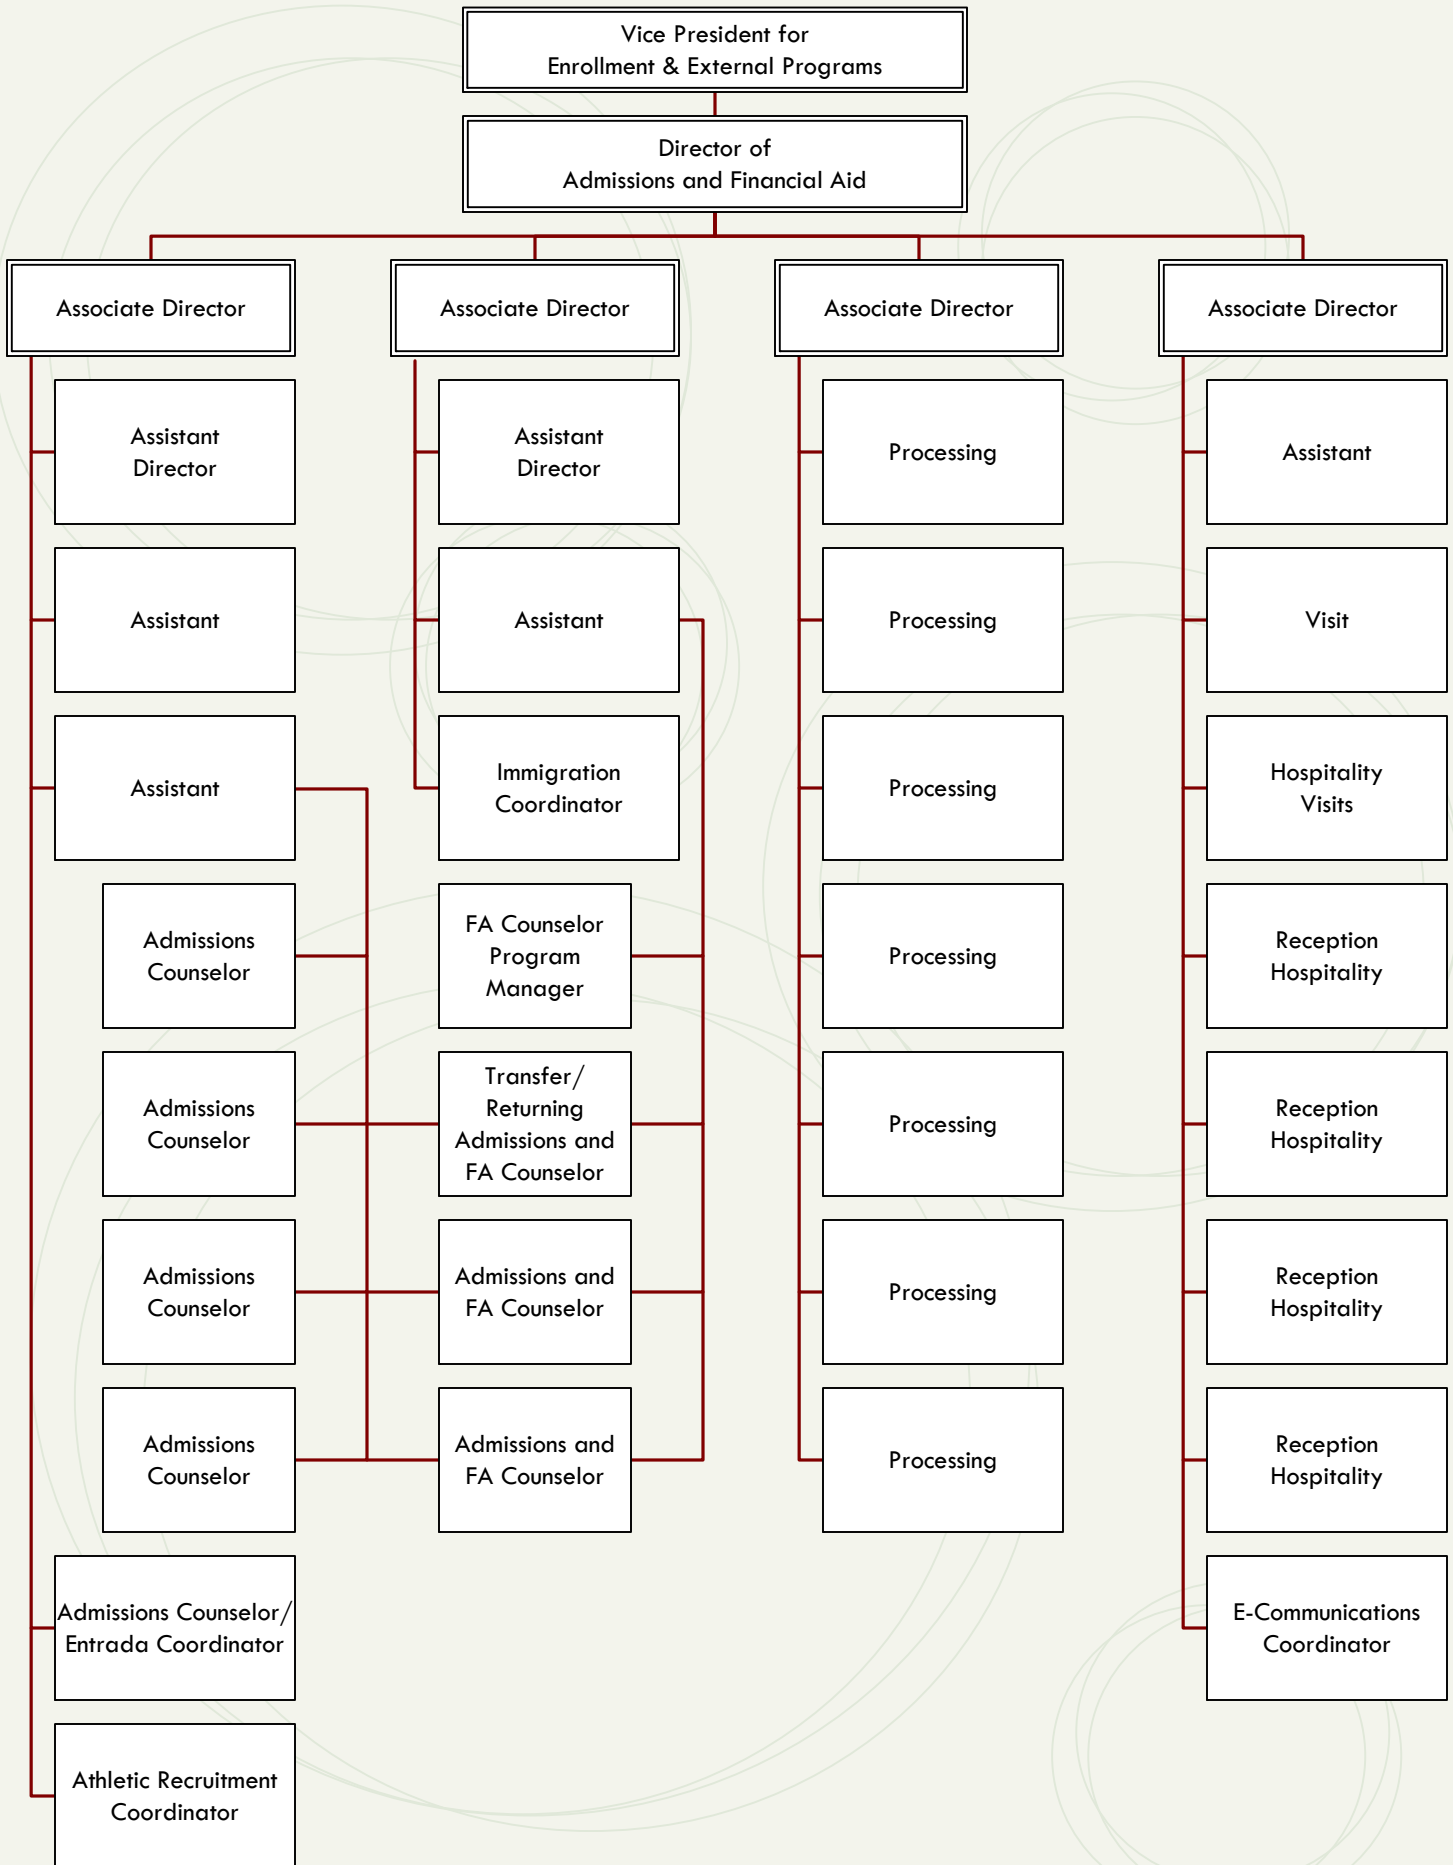 Vice President for
Enrollment & External Programs
Director of
Admissions and Financial Aid
Associate Director
Associate Director
Associate Director
Associate Director
Assistant
Director
Assistant
Director
Processing
Assistant
Assistant
Assistant
Processing
Visit
Assistant
Immigration
Coordinator
Processing
Hospitality
Visits
Admissions
Counselor
FA Counselor
Program
Manager
Processing
Reception
Hospitality
Admissions
Counselor
Transfer/
Returning
Admissions and
FA Counselor
Processing
Reception
Hospitality
Admissions
Counselor
Admissions and
FA Counselor
Processing
Reception
Hospitality
Admissions
Counselor
Admissions and
FA Counselor
Processing
Reception
Hospitality
Admissions Counselor/
Entrada Coordinator
E-Communications
Coordinator
Athletic Recruitment
Coordinator